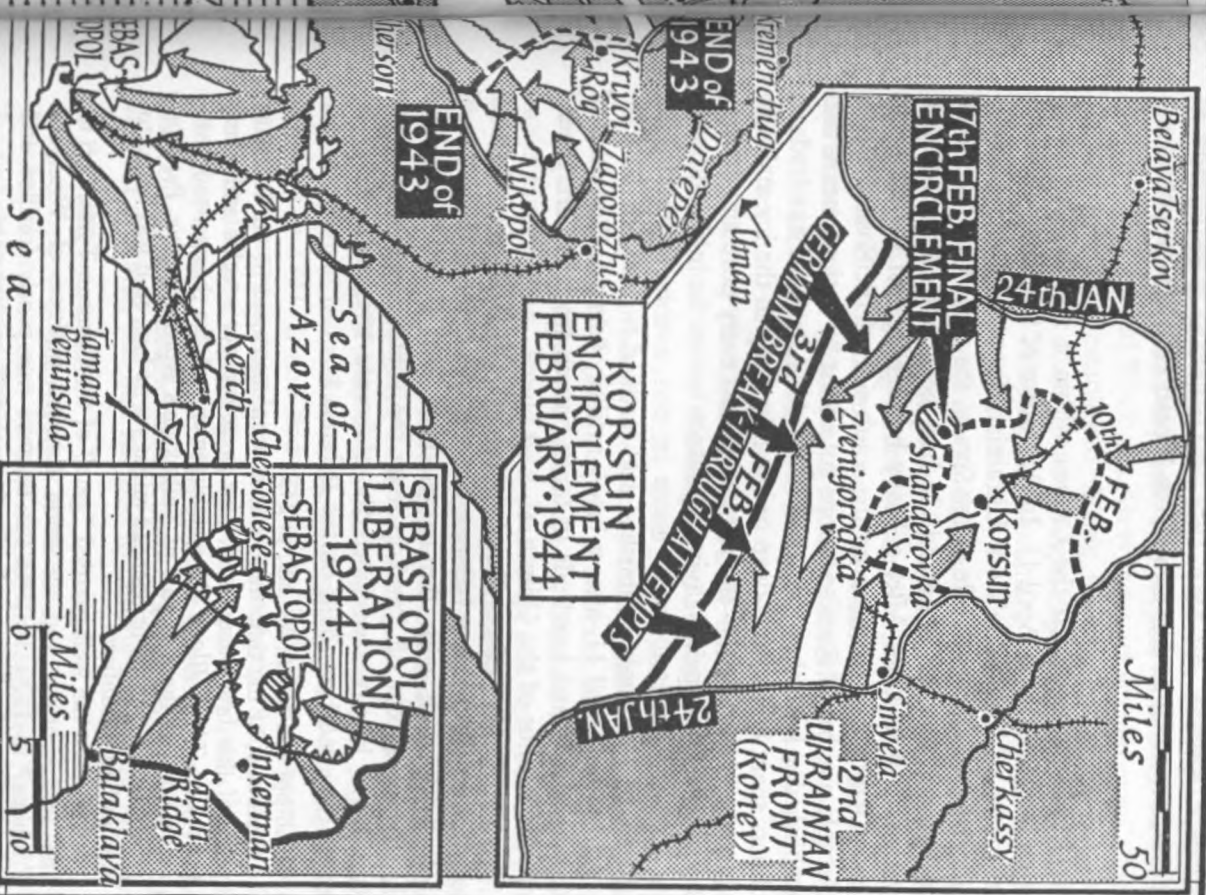 Belaya Tserkov
24th JAN.
17th FEB. FINAL
ENCIRCLEMENT
10th FEB.
Korsun
Shanderovka
Zvenigorodka
3rd FEB.
GERMAN BREAK-THROUGH ATTEMPTS
Uman
0 Miles 50
Cherkassy
Smyela
2nd
UKRAINIAN
FRONT
(Konev)
24th JAN.
KORSUN
ENCIRCLEMENT
FEBRUARY·1944
Kremenchug
END of
1943
Dnieper
Krivoi
Rog
Zaporozhie
Nikopol
END of
1943
Sea of
Azov
Kerch
Taman
Peninsula
Sea
SEBASTOPOL
LIBERATION
1944
SEBASTOPOL
Chersonese
Inkerman
Sapun
Ridge
Balaklava
0 Miles 5 10